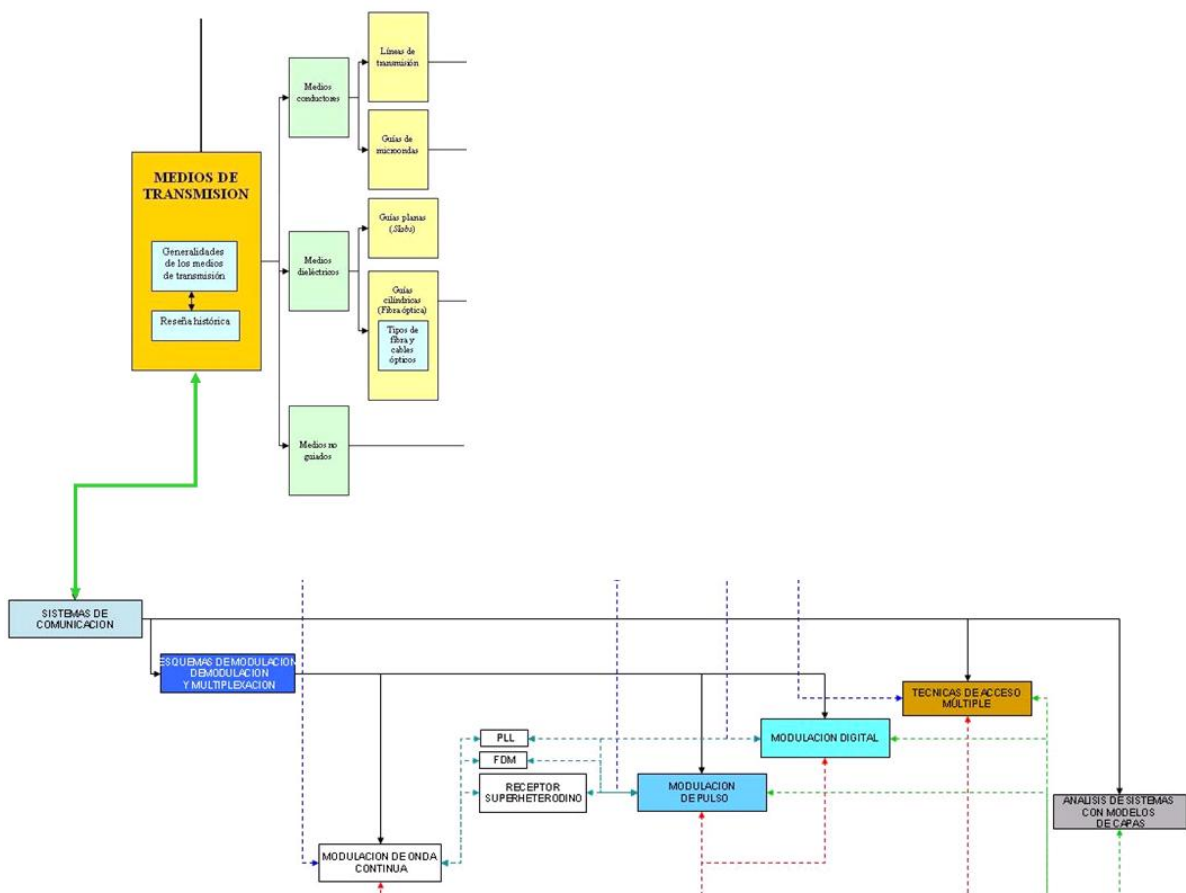 Líneas de
transmisión
Medios
conductores
Guías de
microondas
MEDIOS DE
TRANSMISION
Guías planas
(Slabs)
Generalidades
de los medios
de transmisión
Medios
dieléctricos
Guías
cilíndricas
(Fibra óptica)
Reseña histórica
Tipos de
fibra y
cables
ópticos
Medios no
guiados
SISTEMAS DE
COMUNICACION
ESQUEMAS DE MODULACION
DEMODULACION
Y MULTIPLEXACION
TECNICAS DE ACCESO
MÚLTIPLE
PLL
MODULACION DIGITAL
FDM
RECEPTOR
SUPERHETERODINO
MODULACION
DE PULSO
ANALISIS DE SISTEMAS
CON MODELOS
DE CAPAS
MODULACION DE ONDA
CONTINUA